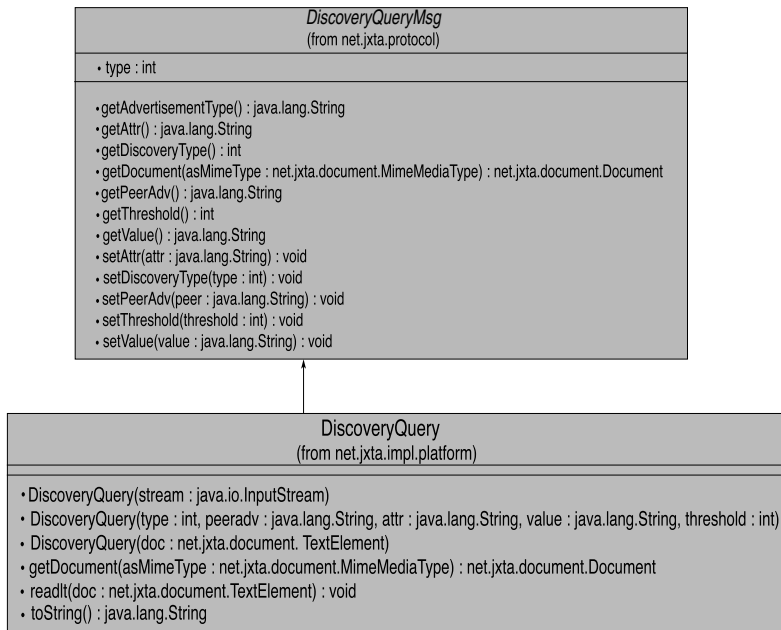 DiscoveryQueryMsg
(from net.jxta.protocol)
• type : int
• getAdvertisementType() : java.lang.String
• getAttr() : java.lang.String
• getDiscoveryType() : int
• getDocument(asMimeType : net.jxta.document.MimeMediaType) : net.jxta.document.Document
• getPeerAdv() : java.lang.String
• getThreshold() : int
• getValue() : java.lang.String
• setAttr(attr : java.lang.String) : void
• setDiscoveryType(type : int) : void
• setPeerAdv(peer : java.lang.String) : void
• setThreshold(threshold : int) : void
• setValue(value : java.lang.String) : void
DiscoveryQuery
(from net.jxta.impl.platform)
• DiscoveryQuery(stream : java.io.InputStream)
• DiscoveryQuery(type : int, peeradv : java.lang.String, attr : java.lang.String, value : java.lang.String, threshold : int)
• DiscoveryQuery(doc : net.jxta.document. TextElement)
• getDocument(asMimeType : net.jxta.document.MimeMediaType) : net.jxta.document.Document
• readIt(doc : net.jxta.document.TextElement) : void
• toString() : java.lang.String